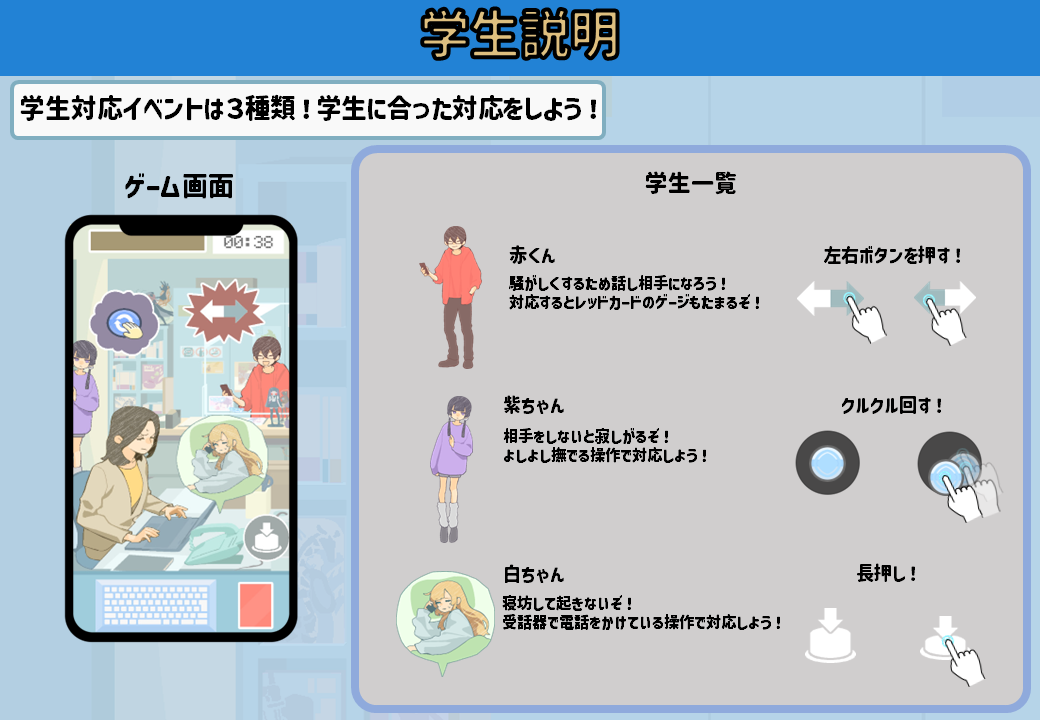 学生説明
学生対応イベントは３種類！学生に合った対応をしよう！
ゲーム画面
00:38
学生一覧
赤くん
騒がしくするため話し相手になろう！
対応するとレッドカードのゲージもたまるぞ！
左右ボタンを押す！
紫ちゃん
相手をしないと寂しがるぞ！
よしよし撫でる操作で対応しよう！
クルクル回す！
白ちゃん
寝坊して起きないぞ！
受話器で電話をかけている操作で対応しよう！
長押し！